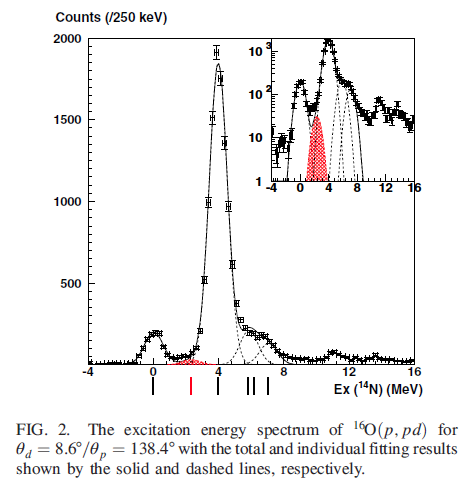 Counts (/250 keV)
2000
1500
1000
500
10³
10²
10
1
-4 0 4 8 12 16
-4 0 4 8 12 16
Ex (¹⁴N) (MeV)
FIG. 2. The excitation energy spectrum of ¹⁶O(p, pd) for
θd = 8.6°/θp = 138.4° with the total and individual fitting results
shown by the solid and dashed lines, respectively.